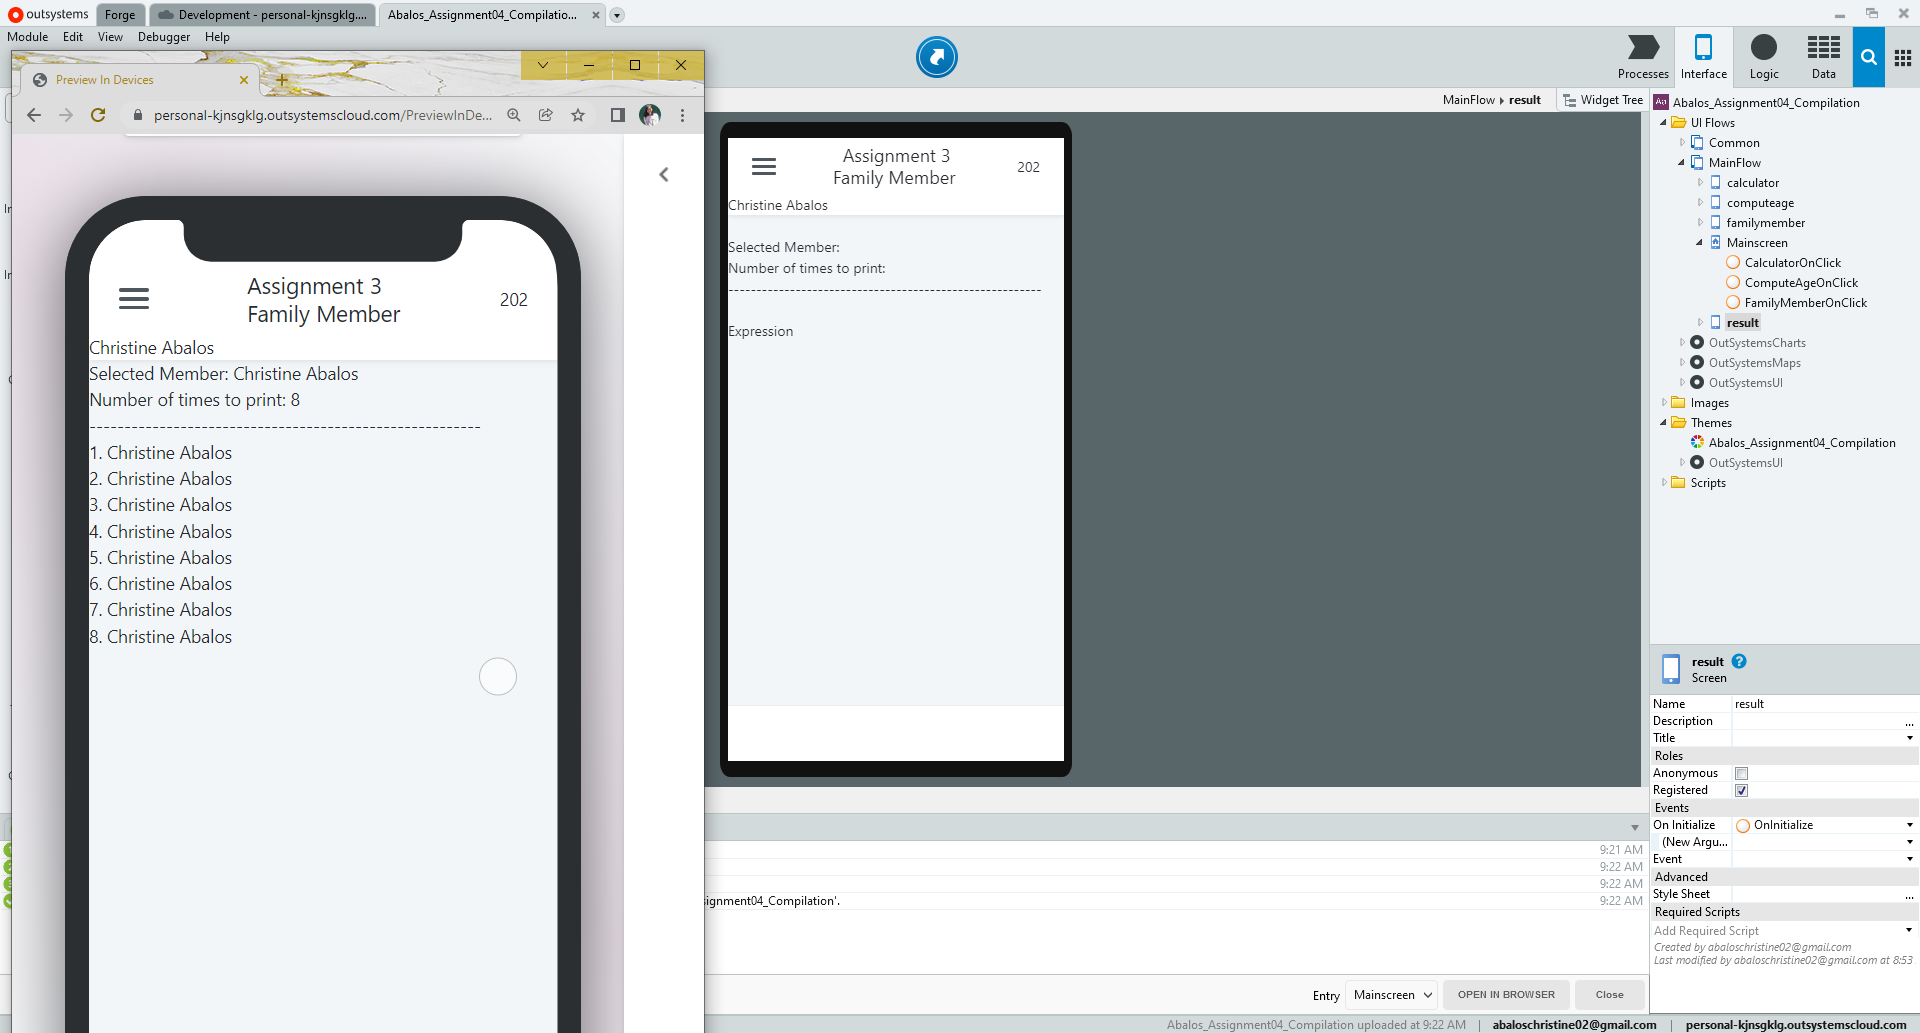 outsystems
Forge
Development - personal-kjnsgklg....
Abalos_Assignment04_Compilatio...
Module Edit View Debugger Help
Processes
Interface
Logic
Data
Preview In Devices
personal-kjnsgklg.outsystemscloud.com/PreviewInDe...
Assignment 3
Family Member
202
Christine Abalos
Selected Member: Christine Abalos
Number of times to print: 8
--------------------------------------------------------
1. Christine Abalos
2. Christine Abalos
3. Christine Abalos
4. Christine Abalos
5. Christine Abalos
6. Christine Abalos
7. Christine Abalos
8. Christine Abalos
MainFlow result
Widget Tree
Assignment 3
Family Member
202
Christine Abalos
Selected Member:
Number of times to print:
--------------------------------------------------------
Expression
Abalos_Assignment04_Compilation
UI Flows
Common
MainFlow
calculator
computeage
familymember
Mainscreen
CalculatorOnClick
ComputeAgeOnClick
FamilyMemberOnClick
result
OutSystemsCharts
OutSystemsMaps
OutSystemsUI
Images
Themes
Abalos_Assignment04_Compilation
OutSystemsUI
Scripts
result
Screen
Name result
Description ...
Title
Roles
Anonymous
Registered
Events
On Initialize OnInitialize
(New Argu...
Event
Advanced
Style Sheet ...
Required Scripts
Add Required Script
Created by abaloschristine02@gmail.com
Last modified by abaloschristine02@gmail.com at 8:53
9:21 AM
9:22 AM
9:22 AM
signment04_Compilation'. 9:22 AM
Entry Mainscreen OPEN IN BROWSER Close
Abalos_Assignment04_Compilation uploaded at 9:22 AM | abaloschristine02@gmail.com | personal-kjnsgklg.outsystemscloud.com